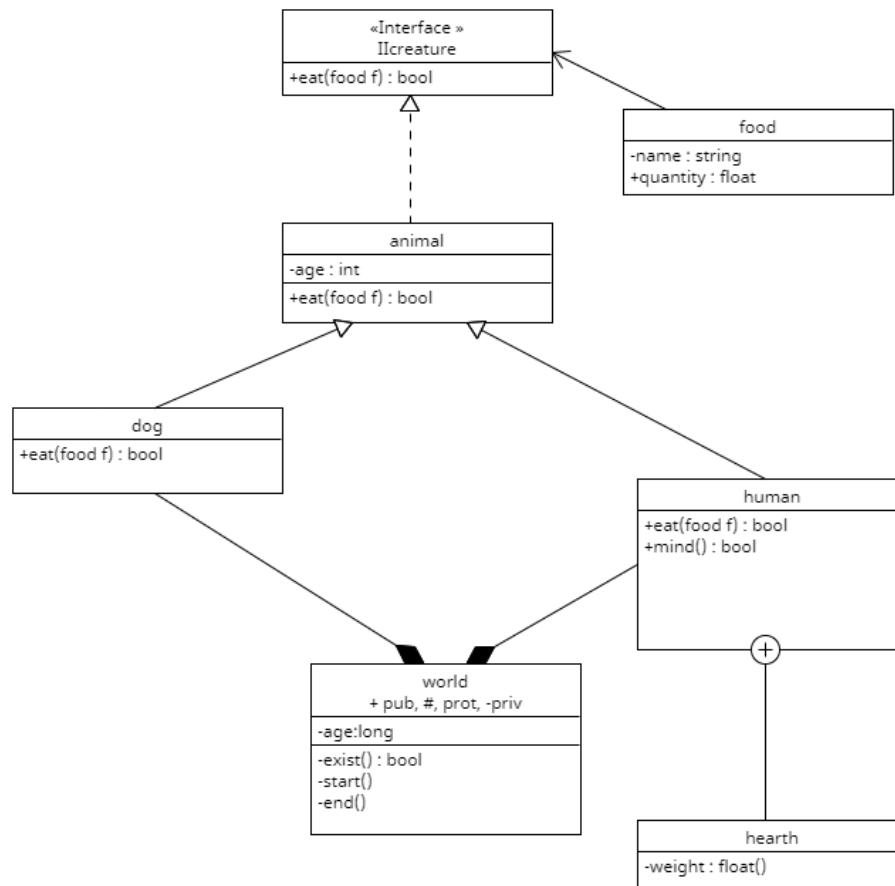 «Interface »
IIcreature
+eat(food f) : bool
food
-name : string
+quantity : float
animal
-age : int
+eat(food f) : bool
dog
+eat(food f) : bool
human
+eat(food f) : bool
+mind() : bool
world
+ pub, #, prot, -priv
-age:long
-exist() : bool
-start()
-end()
hearth
-weight : float()